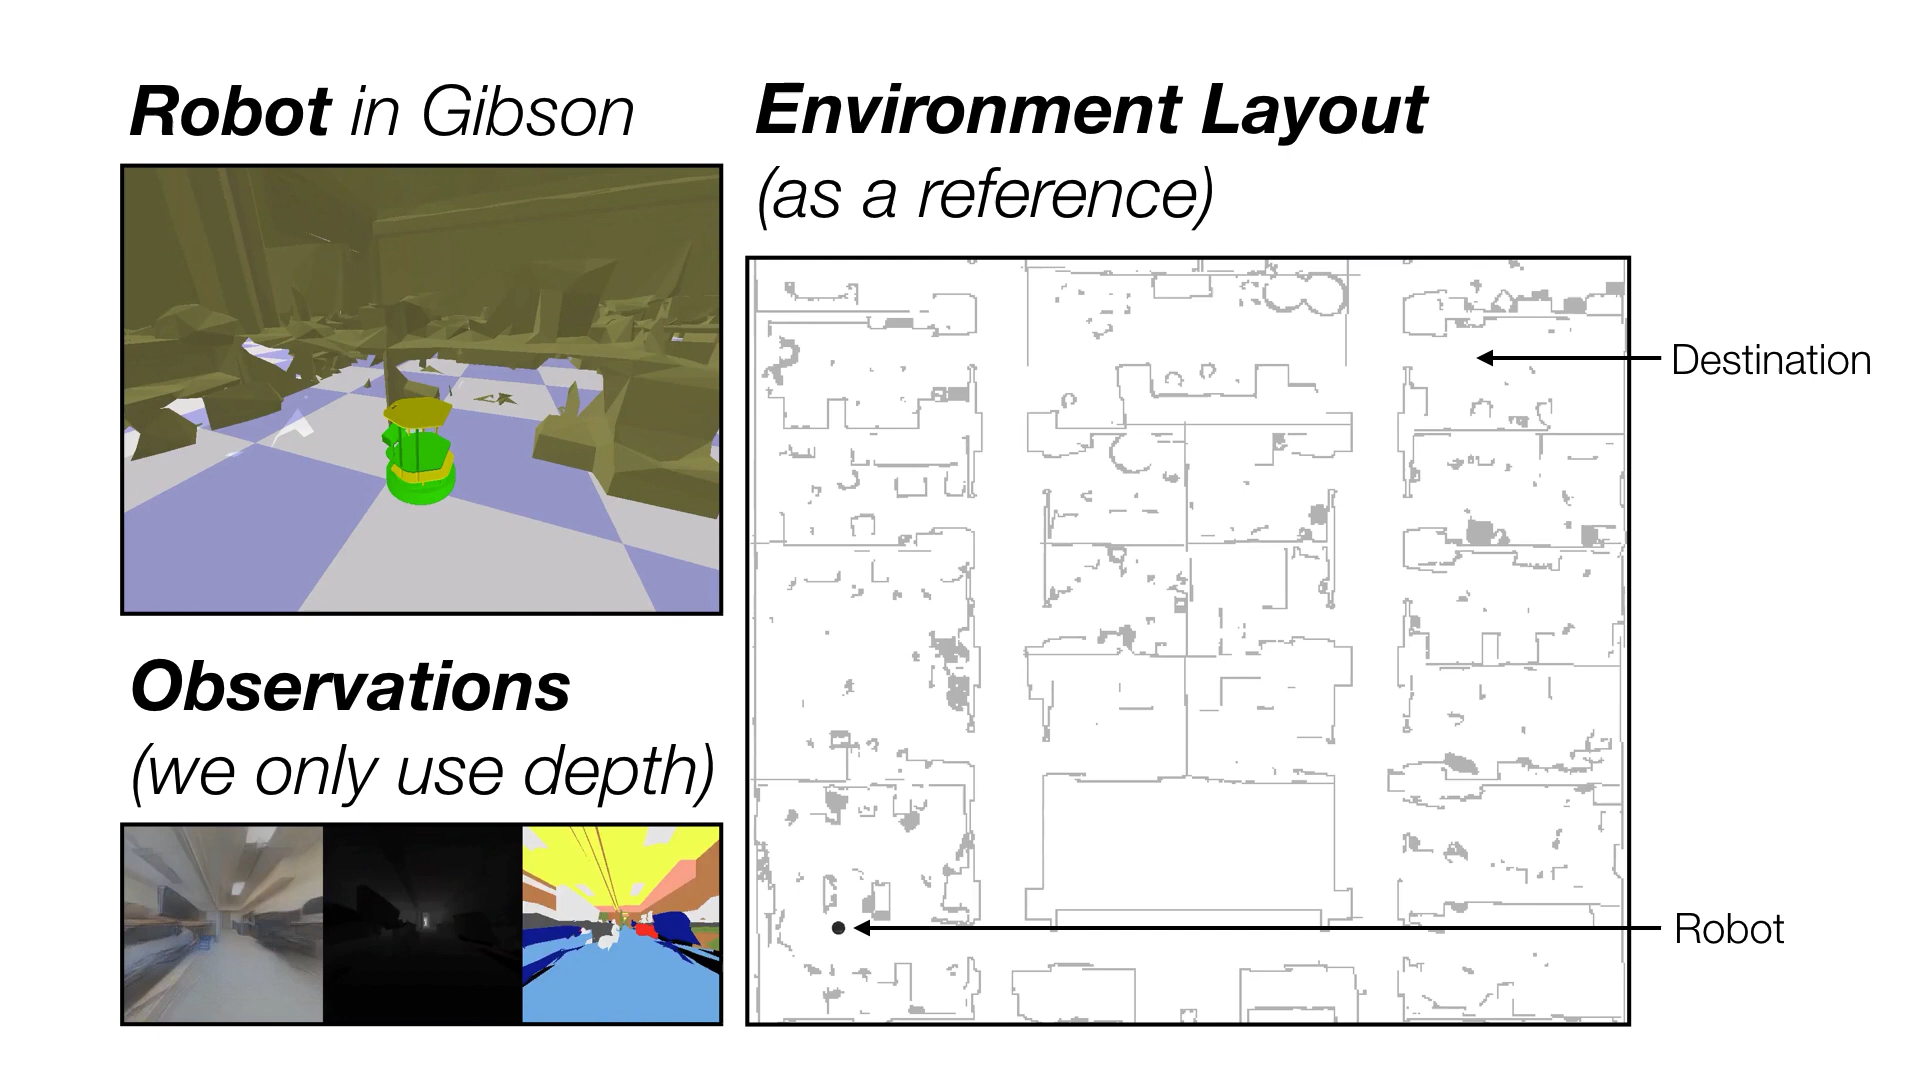 Robot in Gibson
Environment Layout
(as a reference)
Destination
Observations
(we only use depth)
Robot